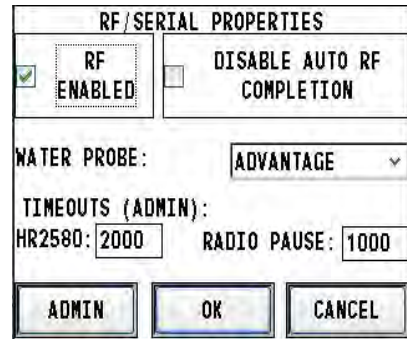 RF/SERIAL PROPERTIES
RF ENABLED
DISABLE AUTO RF COMPLETION
WATER PROBE: ADVANTAGE
TIMEOUTS (ADMIN):
HR2580: 2000 RADIO PAUSE: 1000
ADMIN OK CANCEL